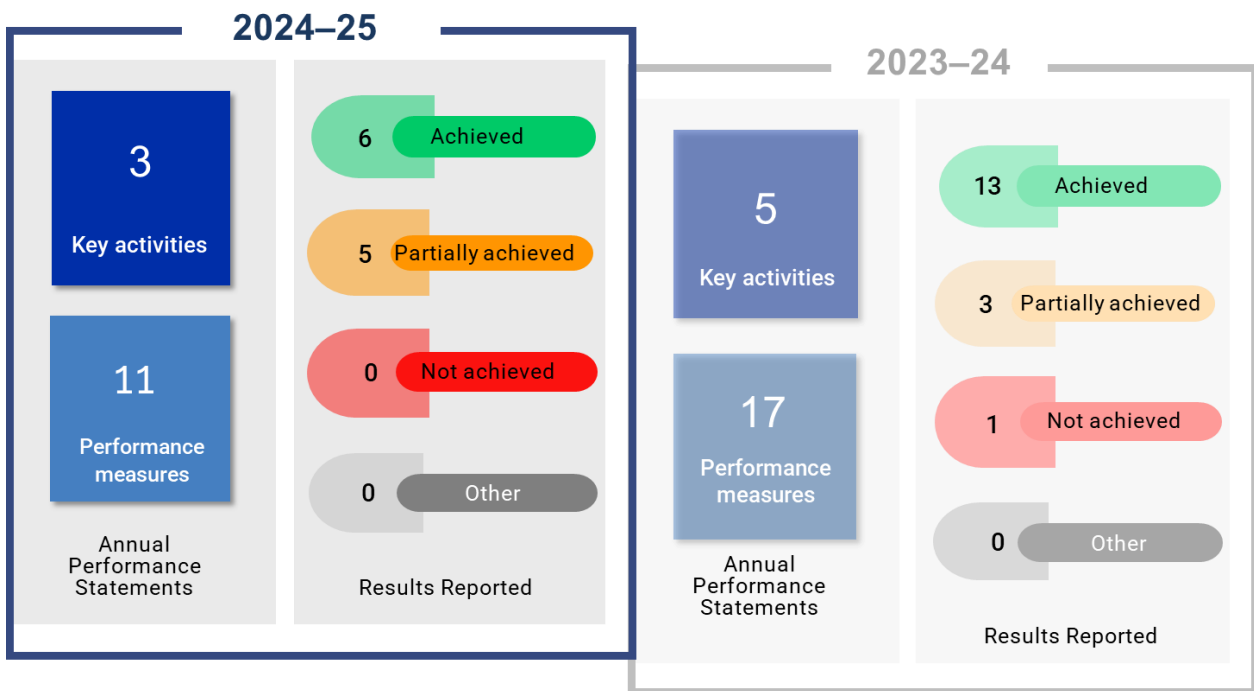 2024–25
3
Key activities
11
Performance
measures
Annual
Performance
Statements
6 Achieved
5 Partially achieved
0 Not achieved
0 Other
Results Reported
2023–24
5
Key activities
17
Performance
measures
Annual
Performance
Statements
13 Achieved
3 Partially achieved
1 Not achieved
0 Other
Results Reported